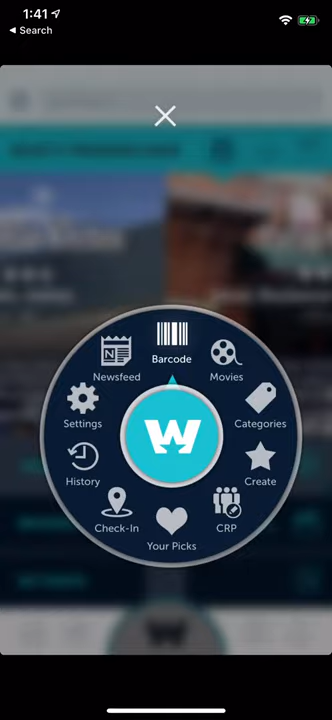 1:41
Search
Barcode
Newsfeed
Movies
Settings
Categories
History
Create
Check-In
CRP
Your Picks